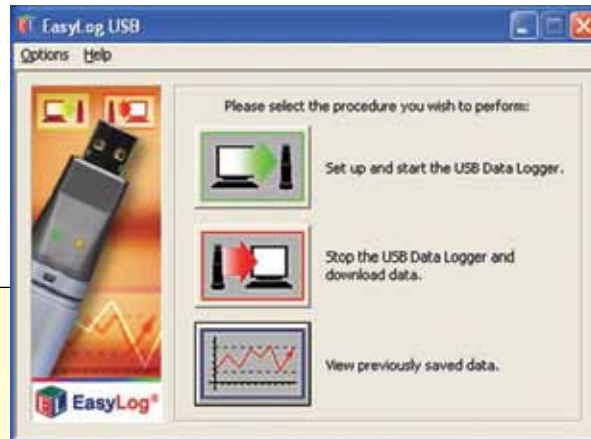 EasyLog USB
Options Help
Please select the procedure you wish to perform:
Set up and start the USB Data Logger.
Stop the USB Data Logger and
download data.
View previously saved data.
EasyLog®